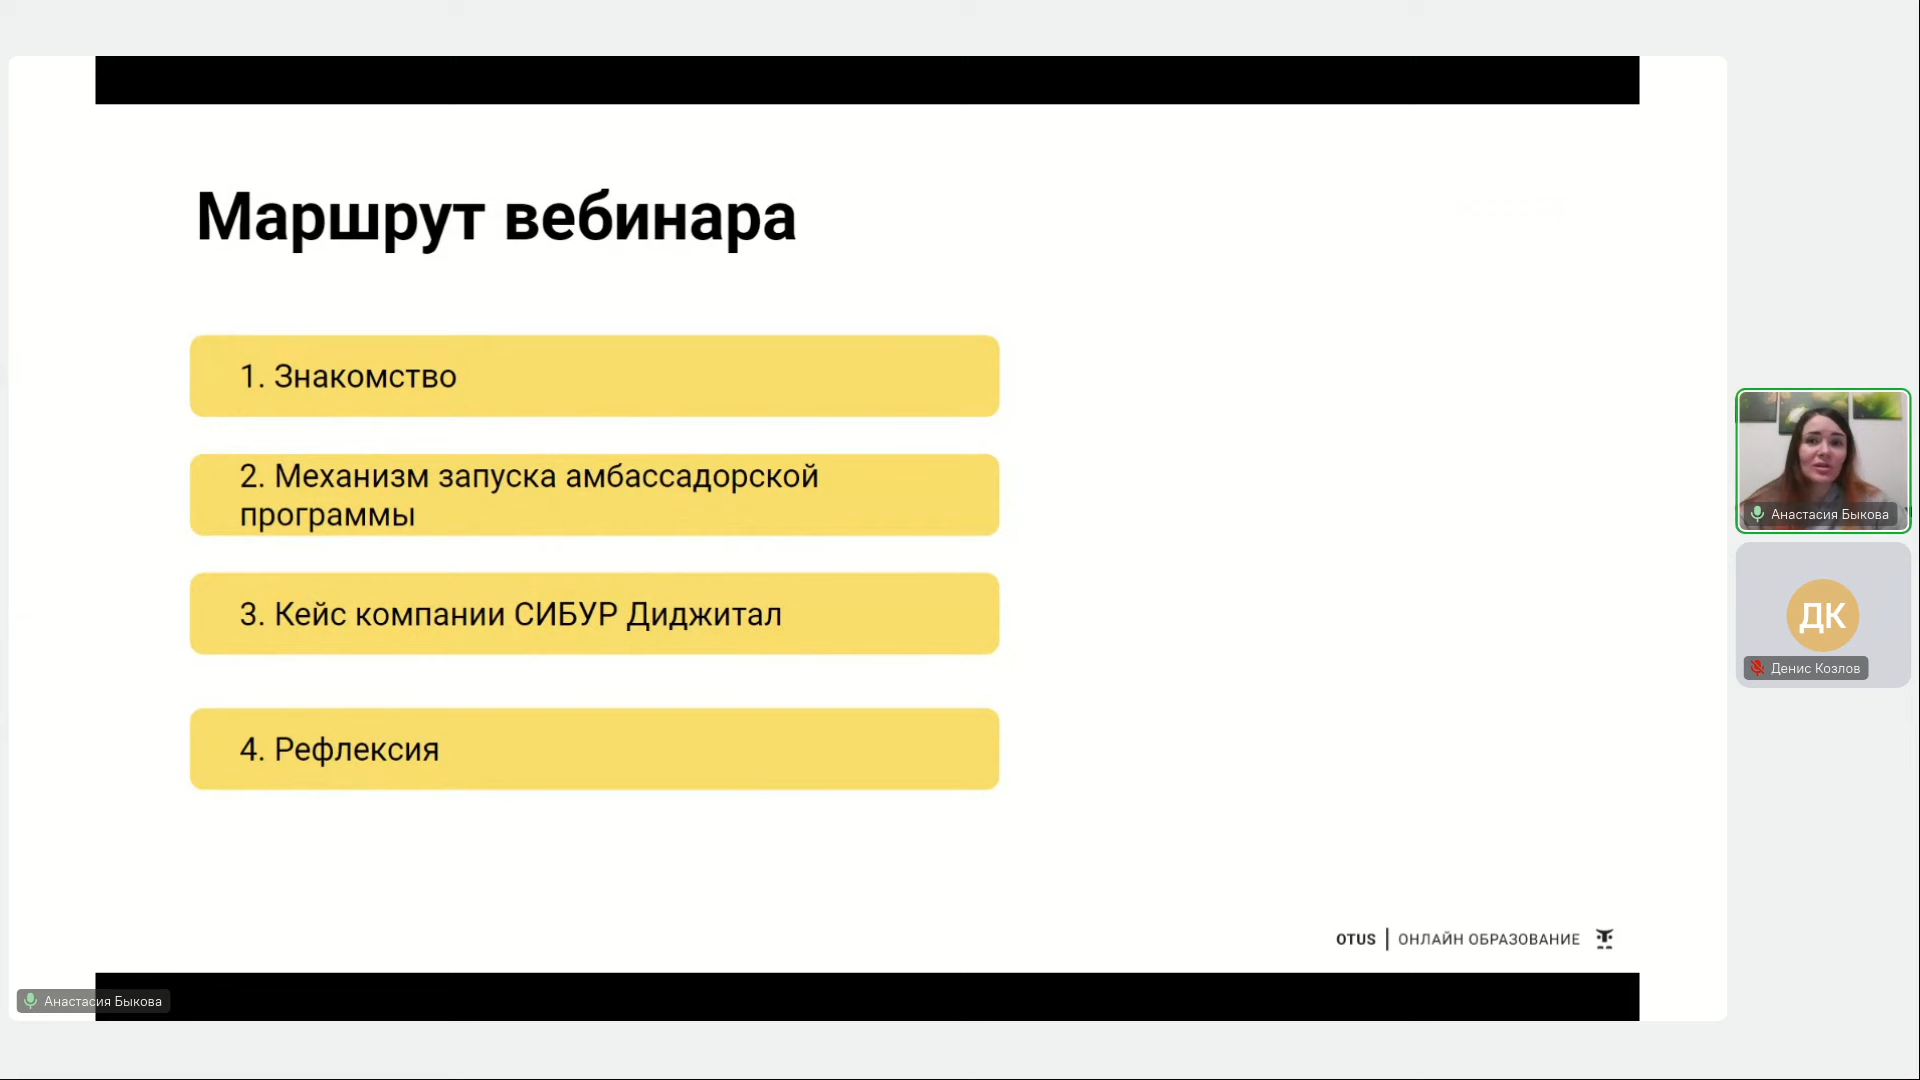 Маршрут вебинара
1. Знакомство
2. Механизм запуска амбассадорской
программы
3. Кейс компании СИБУР Диджитал
4. Рефлексия
OTUS | ОНЛАЙН ОБРАЗОВАНИЕ
Анастасия Быкова
Анастасия Быкова
ДК
Денис Козлов